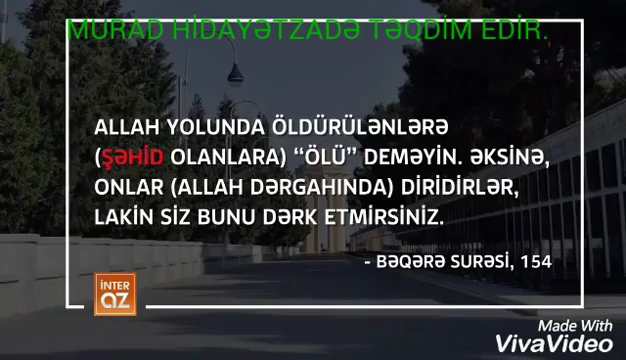 MURAD HİDAYƏTZADƏ TƏQDİM EDİR.
ALLAH YOLUNDA ÖLDÜRÜLƏNLƏRƏ
(ŞƏHİD OLANLARA) “ÖLÜ” DEMƏYİN. ƏKSİNƏ,
ONLAR (ALLAH DƏRGAHINDA) DİRİDİRLƏR,
LAKİN SİZ BUNU DƏRK ETMİRSİNİZ.
- BƏQƏRƏ SURƏSİ, 154
İNTER
az
Made With
VivaVideo